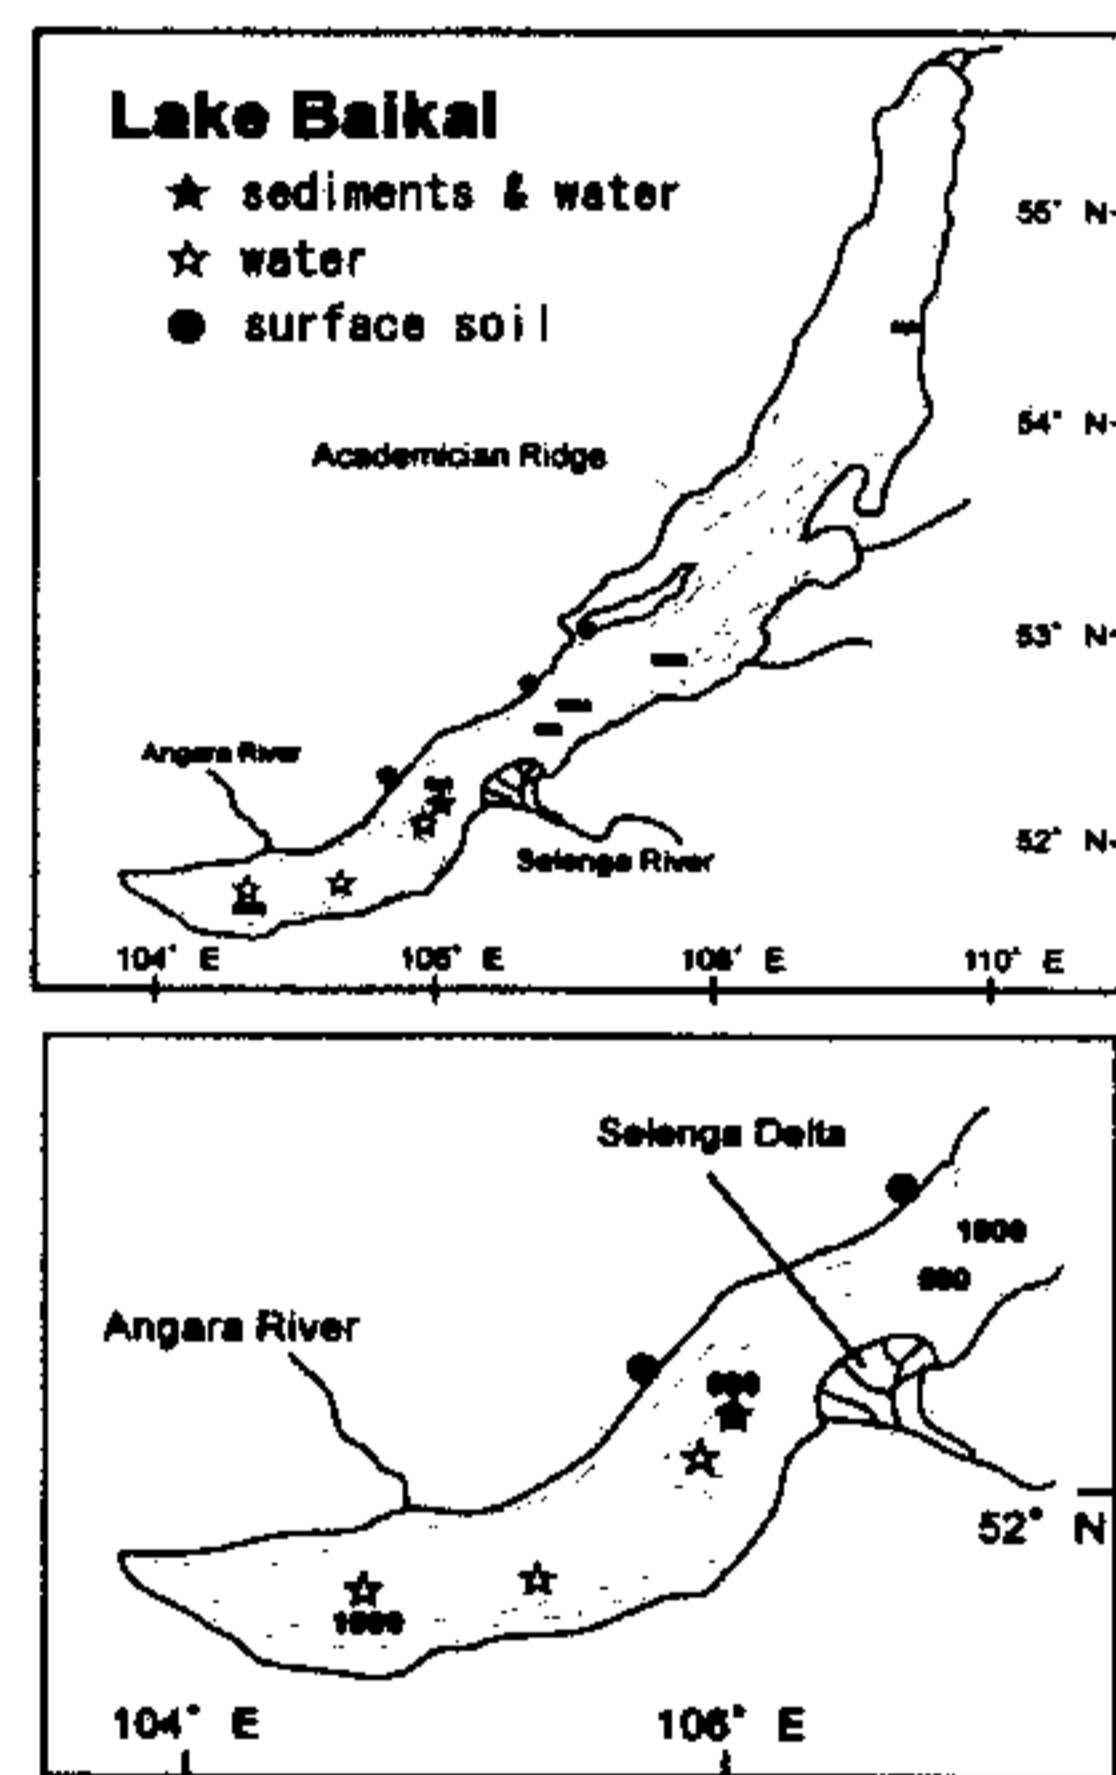 Lake Baikal
sediments & water
water
surface soil
55° N
54° N
Academician Ridge
53° N
Angara River
52° N
Selenga River
104° E 106° E 108° E 110° E
Selenga Delta
Angara River
52° N
104° E 106° E